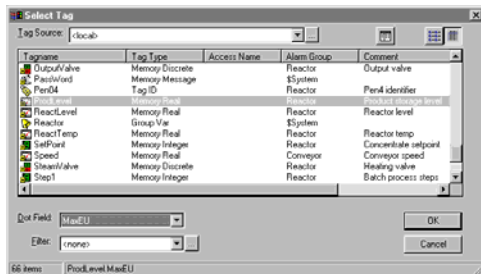 Select Tag
Tag Source: <local>
Tagname Tag Type Access Name Alarm Group Comment
OutputValve Memory Discrete Reactor Output valve
PassWord Memory Message $System
Pen04 Tag ID Reactor Pen4 identifier
ProdLevel Memory Real Reactor Product storage level
ReactLevel Memory Real Reactor Reactor level
Reactor Group Var $System
ReactTemp Memory Real Reactor Reactor temp
SetPoint Memory Integer Reactor Concentrate setpoint
Speed Memory Real Conveyor Conveyor speed
SteamValve Memory Discrete Reactor Heating valve
Step1 Memory Integer Reactor Batch process steps
Dot Field: MaxEU OK
Filter: <none> ... Cancel
66 items ProdLevel.MaxEU